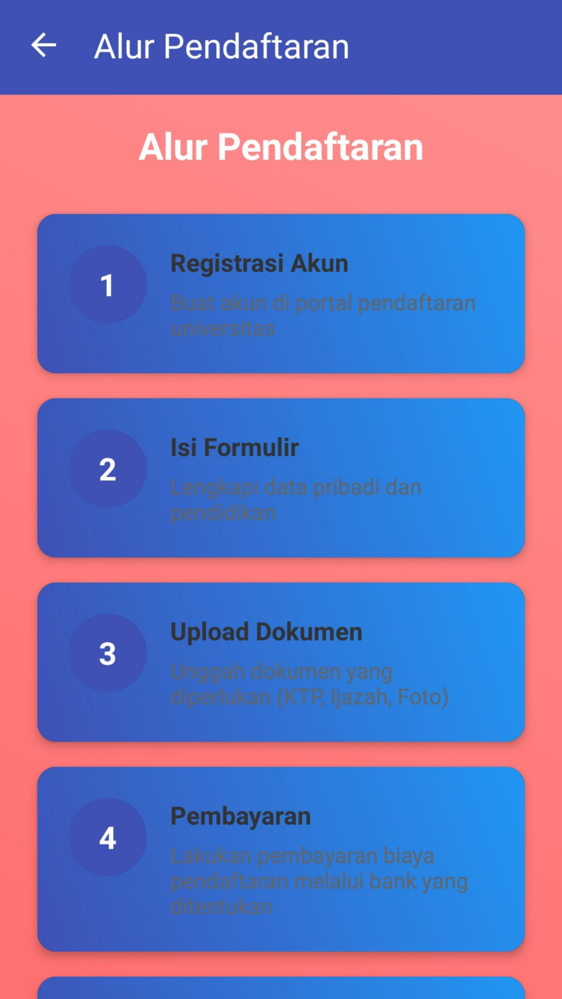 Alur Pendaftaran
Alur Pendaftaran
1
Registrasi Akun
Buat akun di portal pendaftaran
universitas
2
Isi Formulir
Lengkapi data pribadi dan
pendidikan
3
Upload Dokumen
Unggah dokumen yang
diperlukan (KTP, Ijazah, Foto)
4
Pembayaran
Lakukan pembayaran biaya
pendaftaran melalui bank yang
ditentukan